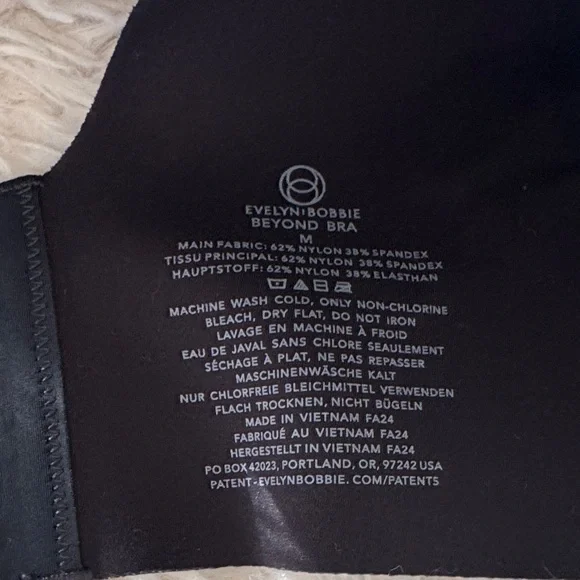 EVELYN BOBBIE
BEYOND BRA
M
MAIN FABRIC: 62% NYLON 38% SPANDEX
TISSU PRINCIPAL: 62% NYLON 38% SPANDEX
HAUPTSTOFF: 62% NYLON 38% ELASTHAN
MACHINE WASH COLD, ONLY NON-CHLORINE
BLEACH, DRY FLAT, DO NOT IRON
LAVAGE EN MACHINE À FROID
EAU DE JAVAL SANS CHLORE SEAULEMENT
SÉCHAGE À PLAT, NE PAS REPASSER
MASCHINENWÄSCHE KALT
NUR CHLORFREIE BLEICHMITTEL VERWENDEN
FLACH TROCKNEN, NICHT BÜGELN
MADE IN VIETNAM FA24
FABRIQUÉ AU VIETNAM FA24
HERGESTELLT IN VIETNAM FA24
PO BOX 42023, PORTLAND, OR, 97242 USA
PATENT-EVELYNBOBBIE. COM/PATENTS